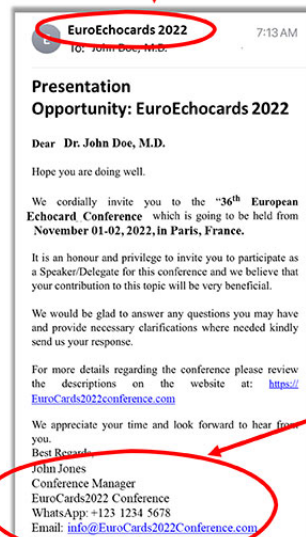 EuroEchocards 2022
7:13 AM
E
To: John Doe, M.D.
Presentation
Opportunity: EuroEchocards 2022
Dear Dr. John Doe, M.D.
Hope you are doing well.
We cordially invite you to the “36th European
Echocard Conference which is going to be held from
November 01-02, 2022, in Paris, France.
It is an honour and privilege to invite you to participate as
a Speaker/Delegate for this conference and we believe that
your contribution to this topic will be very beneficial.
We would be glad to answer any questions you may have
and provide necessary clarifications where needed kindly
send us your response.
For more details regarding the conference please review
the descriptions on the website at: https://
EuroCards2022conference.com
We appreciate your time and look forward to hear from
you.
Best Regards,
John Jones
Conference Manager
EuroCards2022 Conference
WhatsApp: +123 1234 5678
Email: info@EuroCards2022Conference.com